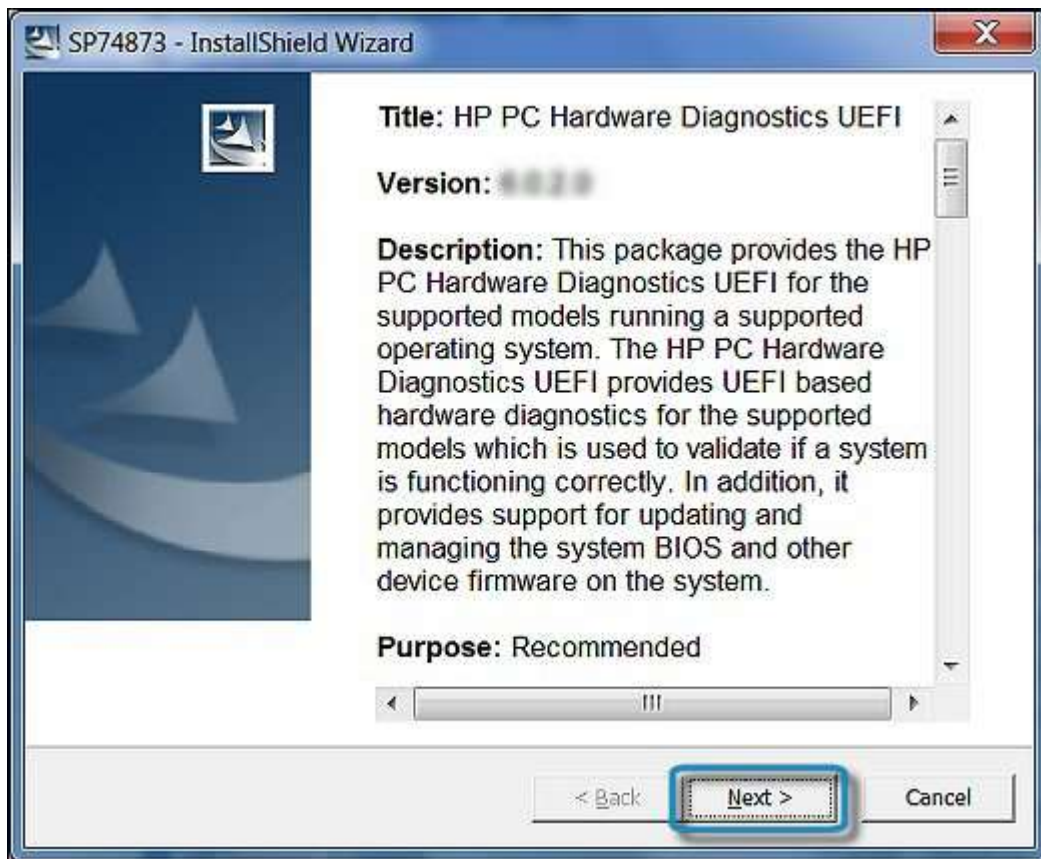 SP74873 - InstallShield Wizard
Title: HP PC Hardware Diagnostics UEFI
Version:
Description: This package provides the HP
PC Hardware Diagnostics UEFI for the
supported models running a supported
operating system. The HP PC Hardware
Diagnostics UEFI provides UEFI based
hardware diagnostics for the supported
models which is used to validate if a system
is functioning correctly. In addition, it
provides support for updating and
managing the system BIOS and other
device firmware on the system.
Purpose: Recommended
< Back
Next >
Cancel